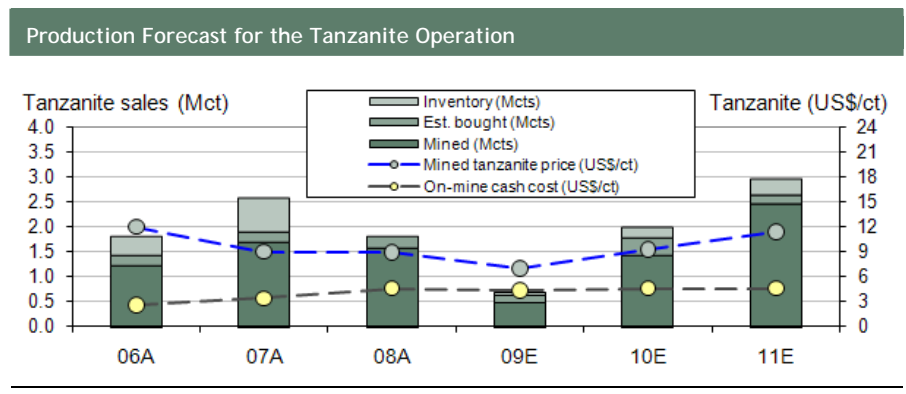 Production Forecast for the Tanzanite Operation
Tanzanite sales (Mct)
Tanzanite (US$/ct)
Inventory (Mcts)
Est. bought (Mcts)
Mined (Mcts)
Mined tanzanite price (US$/ct)
On-mine cash cost (US$/ct)
4.0 24
3.5 21
3.0 18
2.5 15
2.0 12
1.5 9
1.0 6
0.5 3
0.0 0
06A 07A 08A 09E 10E 11E